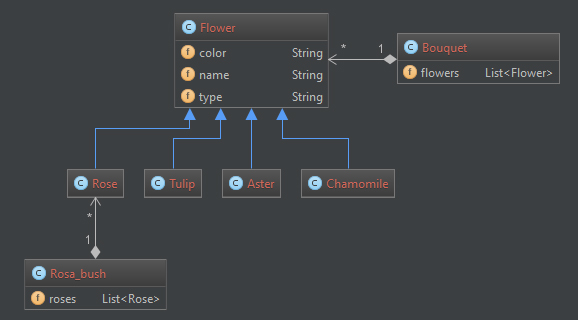 C Flower
f color String
f name String
f type String
* 1
C Bouquet
f flowers List<Flower>
C Rose
C Tulip
C Aster
C Chamomile
*
1
C Rosa_bush
f roses List<Rose>